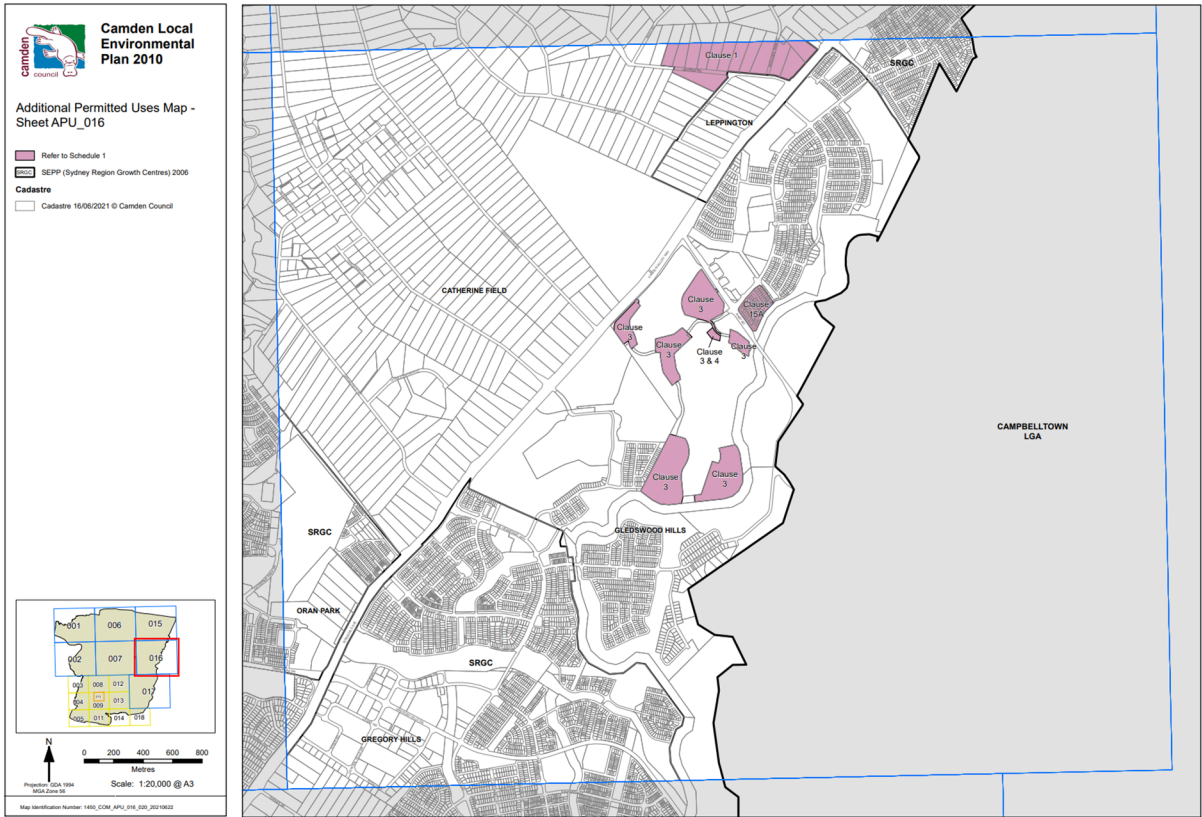 camden
council
Camden Local
Environmental
Plan 2010
Additional Permitted Uses Map -
Sheet APU_016
Refer to Schedule 1
SRGC SEPP (Sydney Region Growth Centres) 2006
Cadastre
Cadastre 16/06/2021 © Camden Council
001 006 015
002 007 016
003 008 012 017
004 009 013
005 011 014 018
N
0 200 400 600 800
Metres
Projection: GDA 1994
MGA Zone 56
Scale: 1:20,000 @ A3
Map Identification Number: 1450_COM_APU_016_020_20210622
Clause 1
SRGC
LEPPINGTON
CATHERINE FIELD
Clause
3
Clause
15A
Clause
3
Clause
3
Clause
3 & 4
Clause
3
CAMPBELLTOWN
LGA
Clause
3
Clause
3
SRGC
GLEDSWOOD HILLS
ORAN PARK
SRGC
GREGORY HILLS